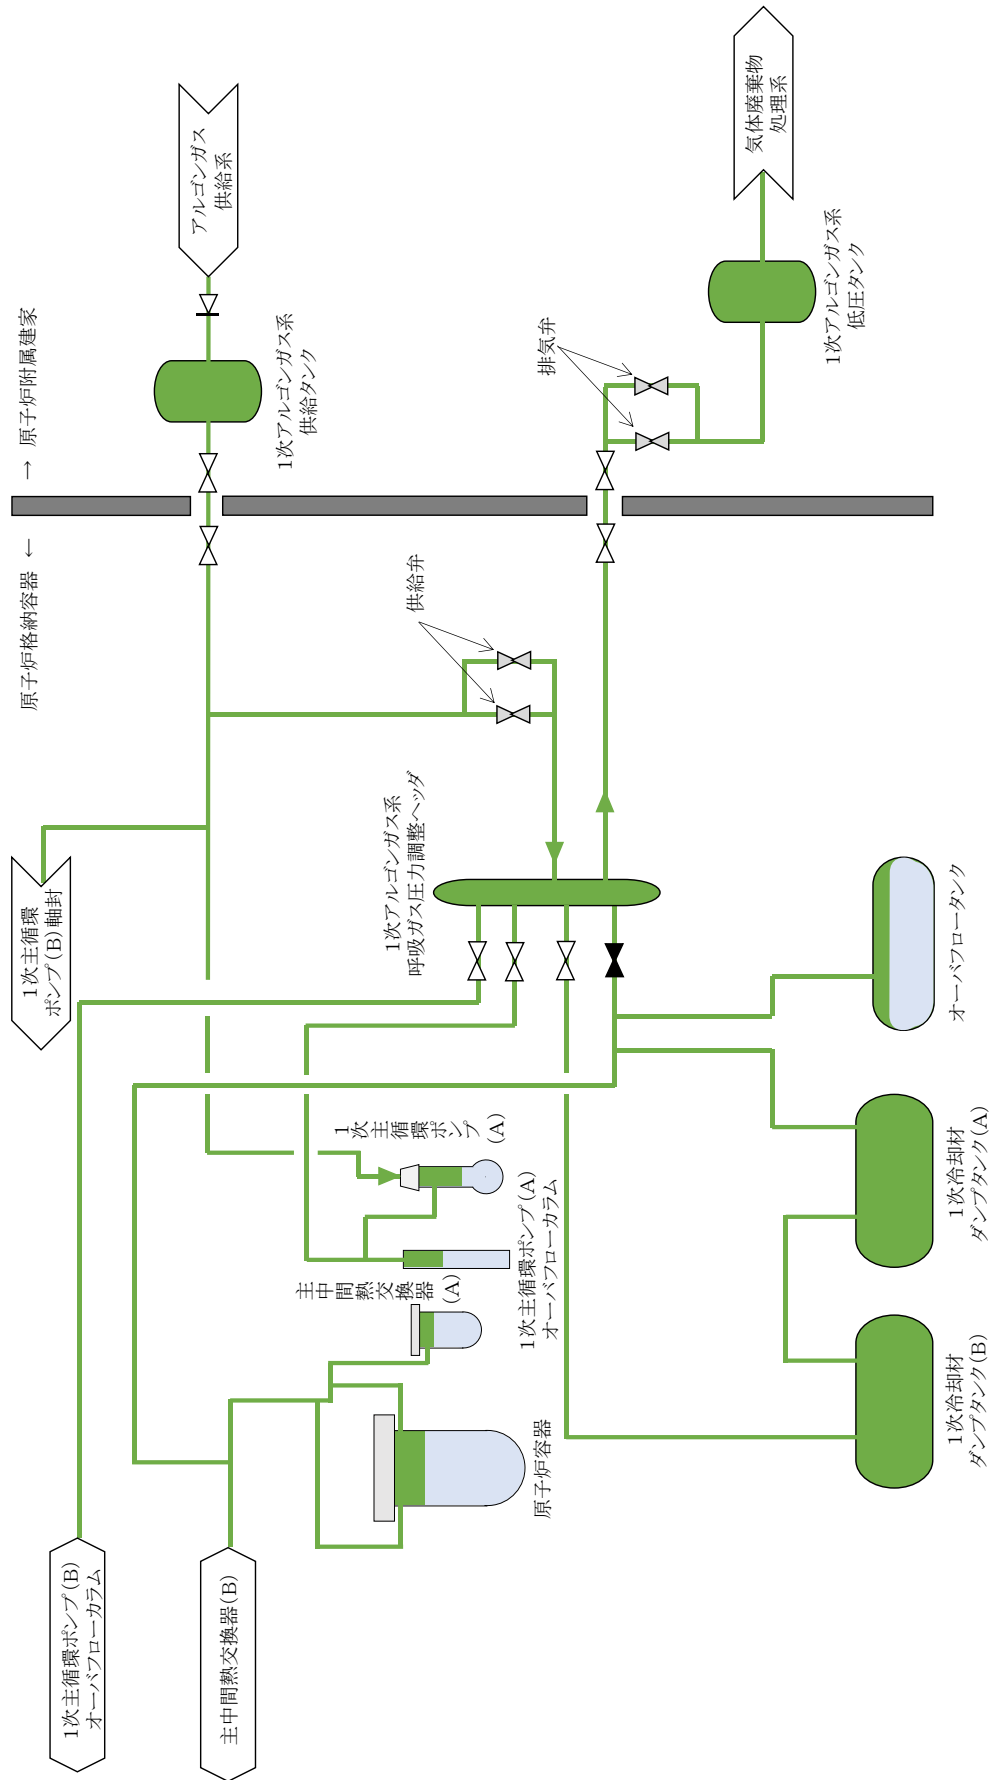 原子炉格納容器 ← → 原子炉附属建家
アルゴンガス
供給系
1次アルゴンガス系
供給タンク
気体廃棄物
処理系
1次アルゴンガス系
低圧タンク
排気弁
供給弁
1次主循環
ポンプ(B)軸封
1次アルゴンガス系
呼吸ガス圧力調整ヘッダ
1次主循環ポンプ(B)
オーバフローカラム
主中間熱交換器(B)
1次主循環ポンプ
(A)
主中間熱交換器
(A)
1次主循環ポンプ(A)
オーバフローカラム
原子炉容器
オーバフロータンク
1次冷却材
ダンプタンク(A)
1次冷却材
ダンプタンク(B)